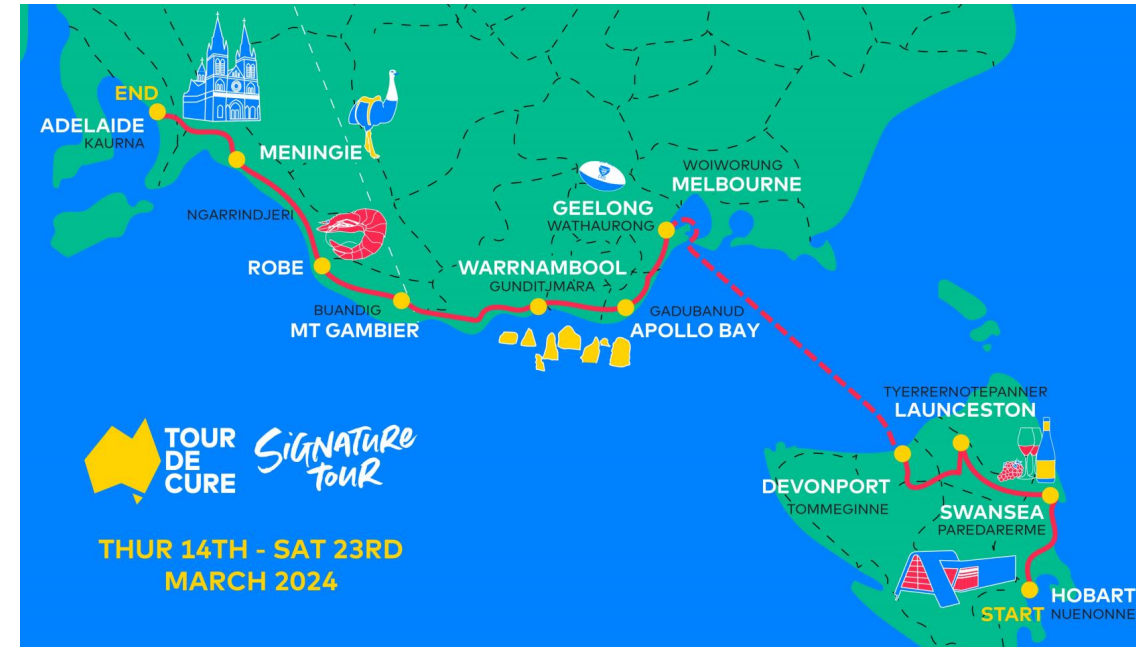 END
ADELAIDE
KAURNA
MENINGIE
NGARRINDJERI
ROBE
BUANDIG
MT GAMBIER
WARRNAMBOOL
GUNDITJMARA
GADUBANUD
APOLLO BAY
GEELONG
WATHAURONG
WOIWORUNG
MELBOURNE
TYERRERNOTEPANNER
LAUNCESTON
DEVONPORT
TOMMEGINNE
SWANSEA
PAREDARERME
HOBART
START NUENONNE
TOUR
DE
CURE
SiGNATURe
TOUR
THUR 14TH - SAT 23RD
MARCH 2024